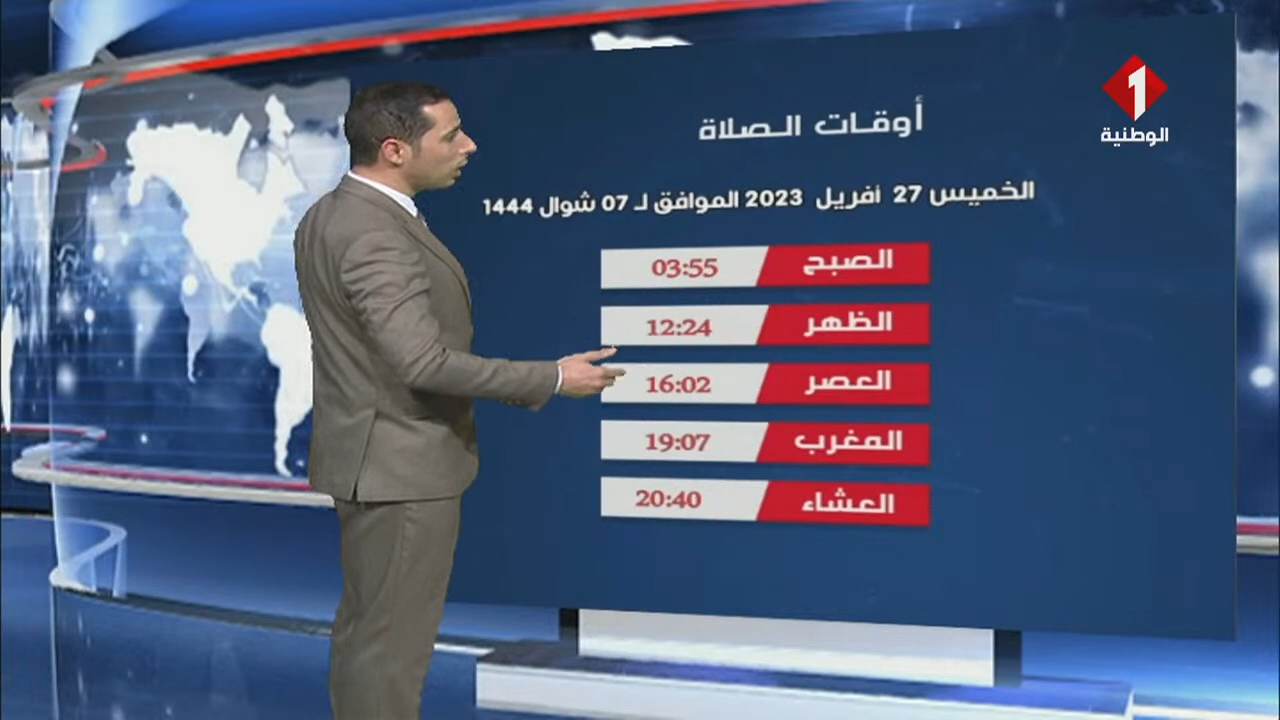 1
الوطنية
أوقات الصلاة
الخميس 27 أفريل 2023 الموافق لـ 07 شوال 1444
الصبح 03:55
الظهر 12:24
العصر 16:02
المغرب 19:07
العشاء 20:40